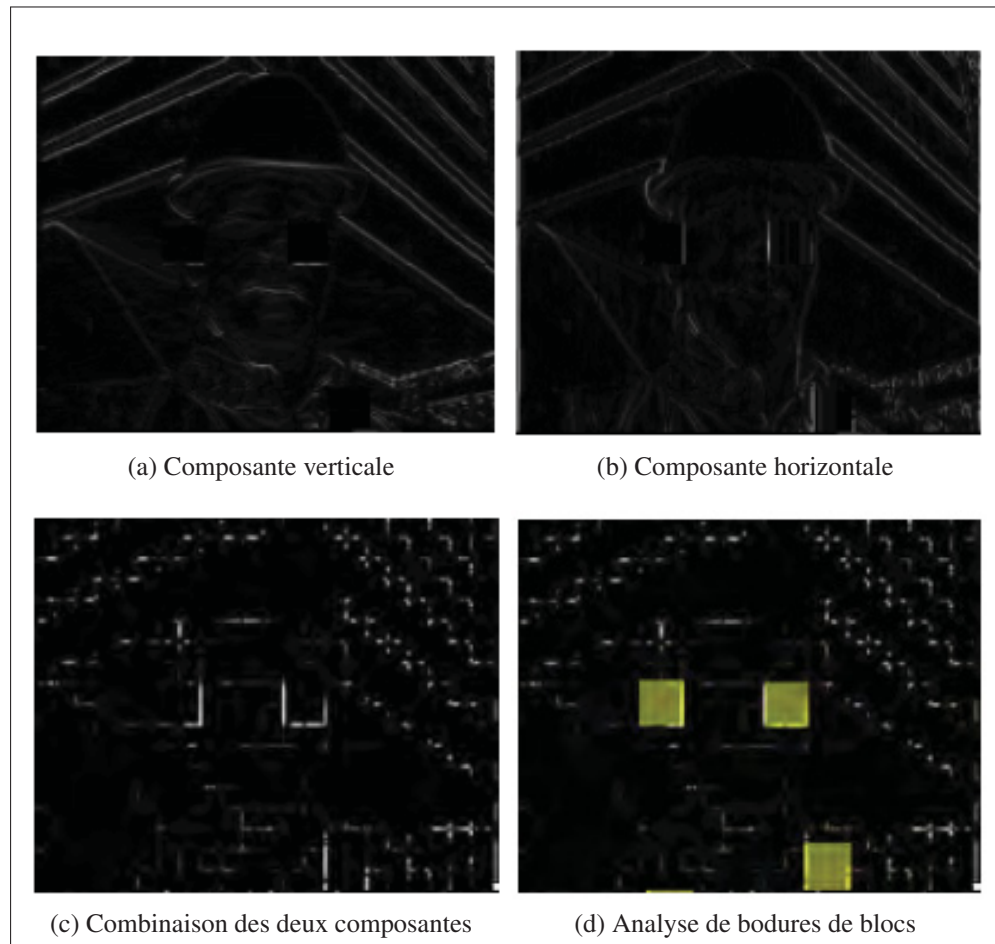 (a) Composante verticale
(b) Composante horizontale
(c) Combinaison des deux composantes
(d) Analyse de bodures de blocs